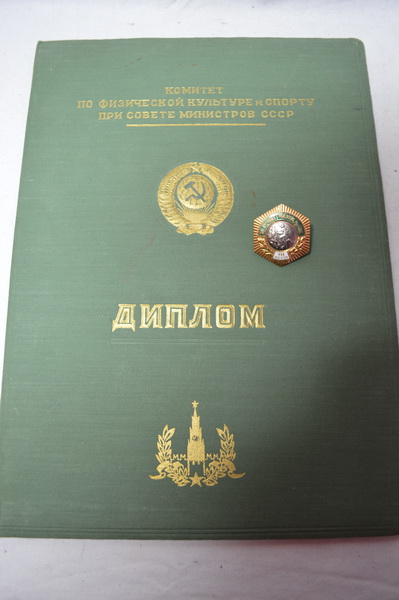 КОМИТЕТ
ПО ФИЗИЧЕСКОЙ КУЛЬТУРЕ И СПОРТУ
ПРИ СОВЕТЕ МИНИСТРОВ СССР
ДИПЛОМ